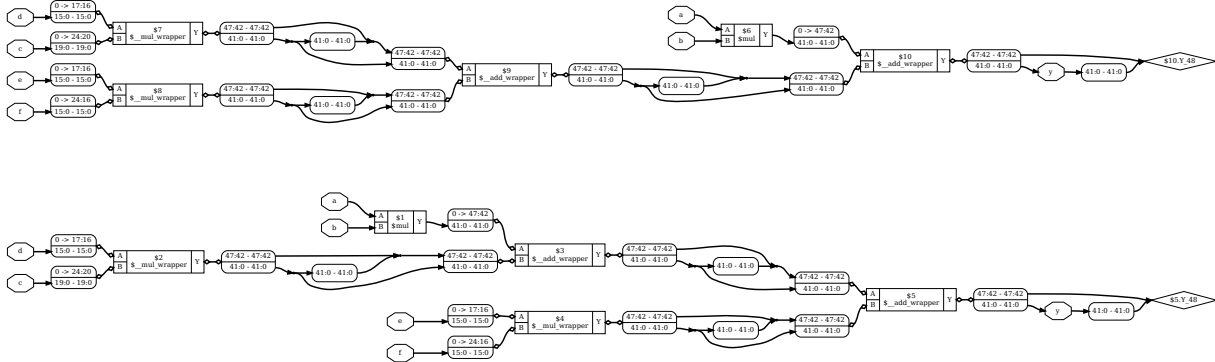 d
0 -> 17:16
15:0 - 15:0
c
0 -> 24:20
19:0 - 19:0
A
B
$7
$__mul_wrapper
Y
47:42 - 47:42
41:0 - 41:0
41:0 - 41:0
e
0 -> 17:16
15:0 - 15:0
f
0 -> 24:16
15:0 - 15:0
A
B
$8
$__mul_wrapper
Y
47:42 - 47:42
41:0 - 41:0
41:0 - 41:0
47:42 - 47:42
41:0 - 41:0
47:42 - 47:42
41:0 - 41:0
A
B
$9
$__add_wrapper
Y
47:42 - 47:42
41:0 - 41:0
41:0 - 41:0
a
b
A
B
$6
$mul
Y
0 -> 47:42
41:0 - 41:0
47:42 - 47:42
41:0 - 41:0
A
B
$10
$__add_wrapper
Y
47:42 - 47:42
41:0 - 41:0
y
41:0 - 41:0
$10.Y_48
a
b
A
B
$1
$mul
Y
0 -> 47:42
41:0 - 41:0
d
0 -> 17:16
15:0 - 15:0
c
0 -> 24:20
19:0 - 19:0
A
B
$2
$__mul_wrapper
Y
47:42 - 47:42
41:0 - 41:0
41:0 - 41:0
47:42 - 47:42
41:0 - 41:0
A
B
$3
$__add_wrapper
Y
47:42 - 47:42
41:0 - 41:0
41:0 - 41:0
e
0 -> 17:16
15:0 - 15:0
f
0 -> 24:16
15:0 - 15:0
A
B
$4
$__mul_wrapper
Y
47:42 - 47:42
41:0 - 41:0
41:0 - 41:0
47:42 - 47:42
41:0 - 41:0
47:42 - 47:42
41:0 - 41:0
A
B
$5
$__add_wrapper
Y
47:42 - 47:42
41:0 - 41:0
y
41:0 - 41:0
$5.Y_48